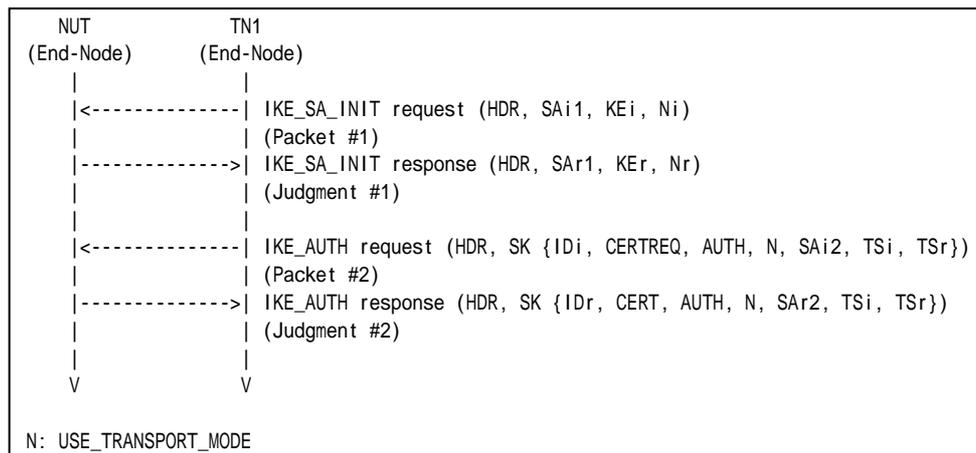 NUT TN1
(End-Node) (End-Node)
| |
|<--------------| IKE_SA_INIT request (HDR, SAi1, KEi, Ni)
| | (Packet #1)
|-------------->| IKE_SA_INIT response (HDR, SAr1, KEr, Nr)
| | (Judgment #1)
| |
|<--------------| IKE_AUTH request (HDR, SK {IDi, CERTREQ, AUTH, N, SAi2, TSi, TSr})
| | (Packet #2)
|-------------->| IKE_AUTH response (HDR, SK {IDr, CERT, AUTH, N, SAr2, TSi, TSr})
| | (Judgment #2)
| |
V V
N: USE_TRANSPORT_MODE